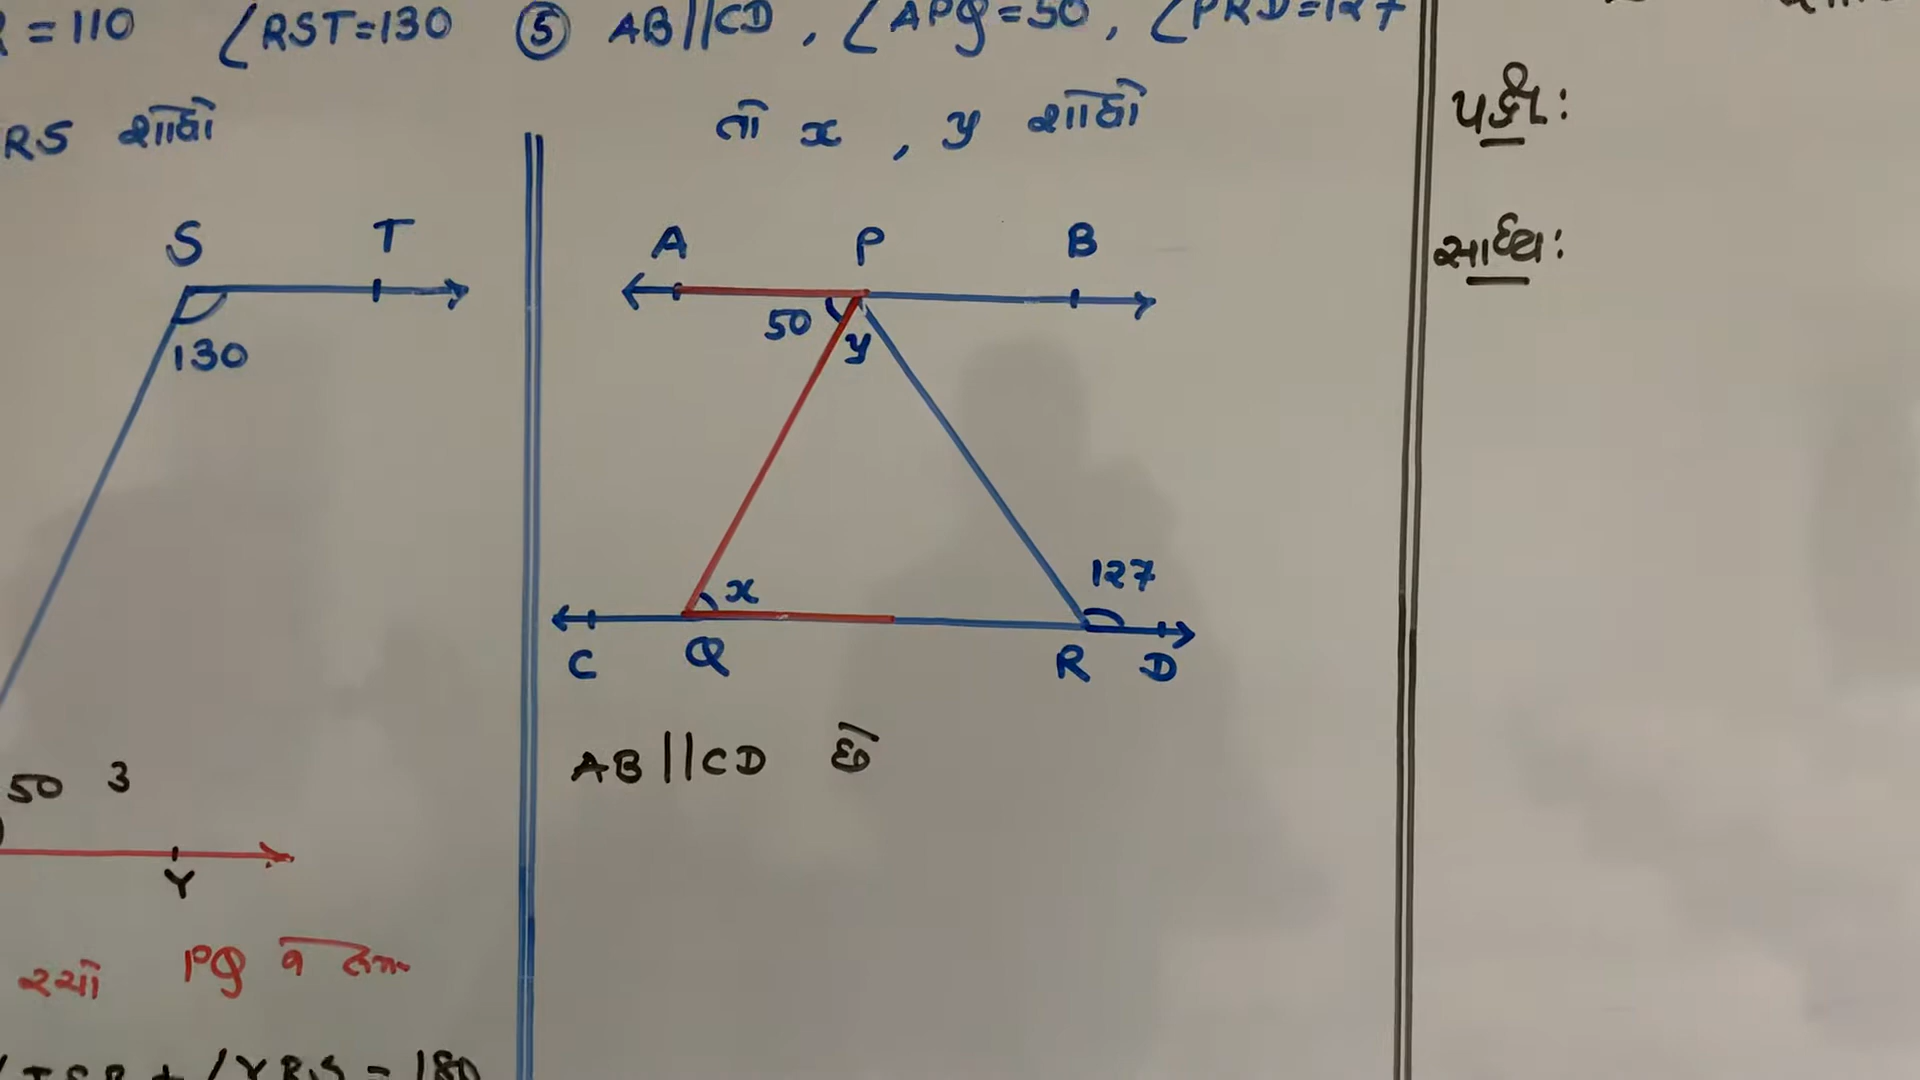 = 110 ∠RST=130
RS શોધો
S T
130
50 3
Y
PQ
180
⑤ AB||CD , ∠APQ=50 , ∠PRD=127
તો x , y શોધો
A P B
50 y
x 127
C Q R D
AB||CD છે
પક્ષ:
સાધ્ય: